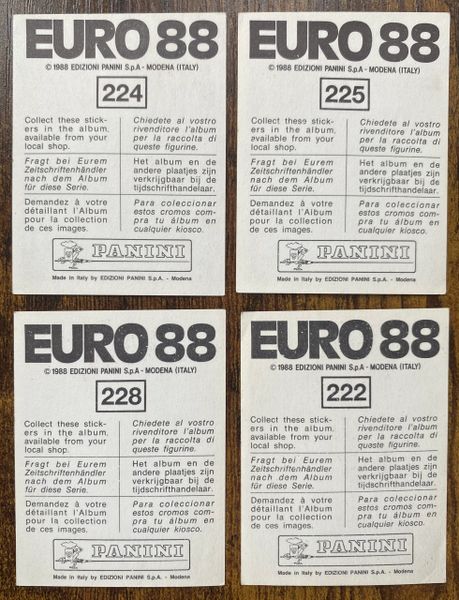 EURO 88
© 1988 EDIZIONI PANINI S.p.A - MODENA (ITALY)
224
Collect these stick-
ers in the album,
available from your
local shop.
Chiedete al vostro
rivenditore l'album
per la raccolta di
queste figurine.
Fragt bei Eurem
Zeitschriftenhändler
nach dem Album
für diese Serie.
Het album en de
andere plaatjes zijn
verkrijgbaar bij de
tijdschrifthandelaar.
Demandez à votre
détaillant l'Album
pour la collection
de ces images.
Para coleccionar
estos cromos com-
pra tu álbum en
cualquier kiosco.
PANINI
Made in Italy by EDIZIONI PANINI S.p.A. - Modena
EURO 88
© 1988 EDIZIONI PANINI S.p.A - MODENA (ITALY)
225
Collect these stick-
ers in the album,
available from your
local shop.
Chiedete al vostro
rivenditore l'album
per la raccolta di
queste figurine.
Fragt bei Eurem
Zeitschriftenhändler
nach dem Album
für diese Serie.
Het album en de
andere plaatjes zijn
verkrijgbaar bij de
tijdschrifthandelaar.
Demandez à votre
détaillant l'Album
pour la collection
de ces images.
Para coleccionar
estos cromos com-
pra tu álbum en
cualquier kiosco.
PANINI
Made in Italy by EDIZIONI PANINI S.p.A. - Modena
EURO 88
© 1988 EDIZIONI PANINI S.p.A - MODENA (ITALY)
228
Collect these stick-
ers in the album,
available from your
local shop.
Chiedete al vostro
rivenditore l'album
per la raccolta di
queste figurine.
Fragt bei Eurem
Zeitschriftenhändler
nach dem Album
für diese Serie.
Het album en de
andere plaatjes zijn
verkrijgbaar bij de
tijdschrifthandelaar.
Demandez à votre
détaillant l'Album
pour la collection
de ces images.
Para coleccionar
estos cromos com-
pra tu álbum en
cualquier kiosco.
PANINI
Made in Italy by EDIZIONI PANINI S.p.A. - Modena
EURO 88
© 1988 EDIZIONI PANINI S.p.A - MODENA (ITALY)
222
Collect these stick-
ers in the album,
available from your
local shop.
Chiedete al vostro
rivenditore l'album
per la raccolta di
queste figurine.
Fragt bei Eurem
Zeitschriftenhändler
nach dem Album
für diese Serie.
Het album en de
andere plaatjes zijn
verkrijgbaar bij de
tijdschrifthandelaar.
Demandez à votre
détaillant l'Album
pour la collection
de ces images.
Para coleccionar
estos cromos com-
pra tu álbum en
cualquier kiosco.
PANINI
Made in Italy by EDIZIONI PANINI S.p.A. - Modena